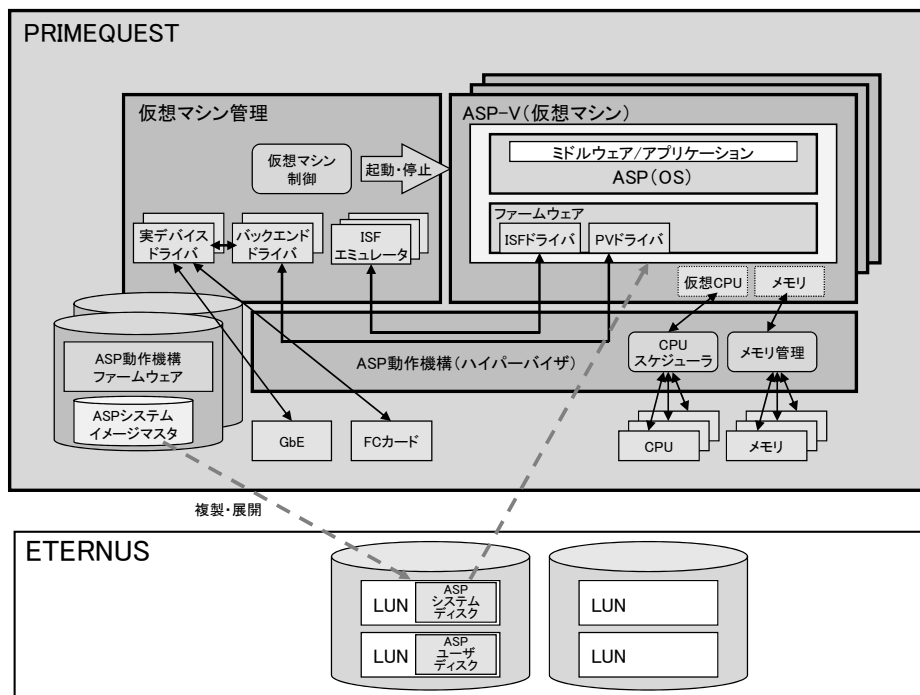 PRIMEQUEST
仮想マシン管理
仮想マシン
制御
起動・停止
ASP-V(仮想マシン)
ミドルウェア/アプリケーション
ASP(OS)
ファームウェア
ISFドライバ
PVドライバ
実デバイス
ドライバ
バックエンド
ドライバ
ISF
エミュレータ
仮想CPU
メモリ
ASP動作機構(ハイパーバイザ)
CPU
スケジューラ
メモリ管理
ASP動作機構
ファームウェア
ASPシステム
イメージマスタ
GbE
FCカード
CPU
メモリ
複製・展開
ETERNUS
LUN
ASP
システム
ディスク
LUN
ASP
ユーザ
ディスク
LUN
LUN